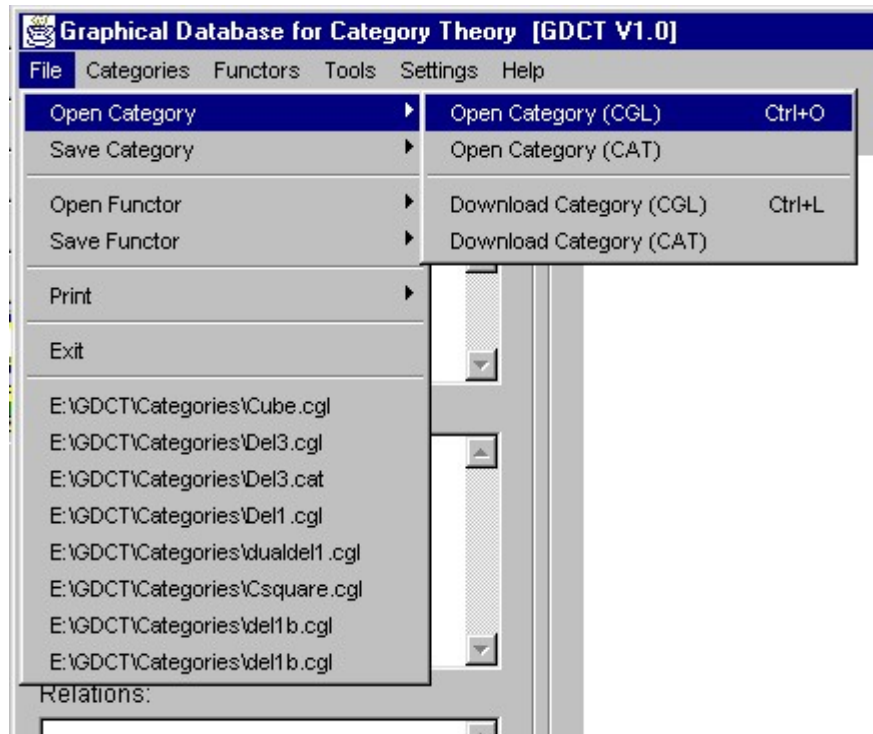 Graphical Database for Category Theory [GDCT V1.0]
File Categories Functors Tools Settings Help
Open Category
Save Category
Open Functor
Save Functor
Print
Exit
E:\GDCT\Categories\Cube.cgl
E:\GDCT\Categories\Del3.cgl
E:\GDCT\Categories\Del3.cat
E:\GDCT\Categories\Del1.cgl
E:\GDCT\Categories\dualdel1.cgl
E:\GDCT\Categories\Csquare.cgl
E:\GDCT\Categories\del1b.cgl
E:\GDCT\Categories\del1b.cgl
Open Category (CGL) Ctrl+O
Open Category (CAT)
Download Category (CGL) Ctrl+L
Download Category (CAT)
Relations: